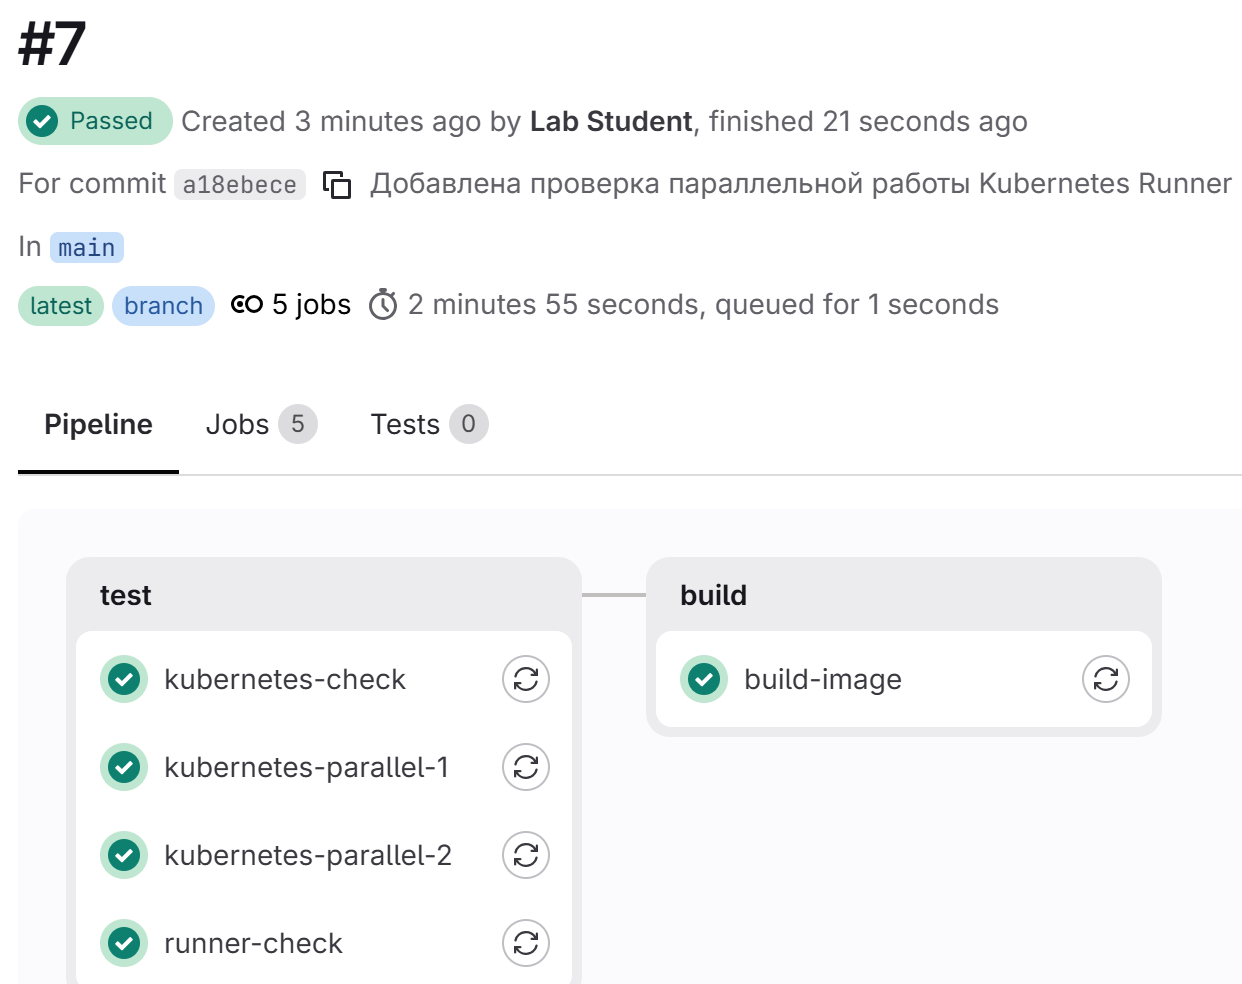 #7
Passed Created 3 minutes ago by Lab Student, finished 21 seconds ago
For commit a18ebece Добавлена проверка параллельной работы Kubernetes Runner
In main
latest branch 5 jobs 2 minutes 55 seconds, queued for 1 seconds
Pipeline Jobs 5 Tests 0
test
kubernetes-check
kubernetes-parallel-1
kubernetes-parallel-2
runner-check
build
build-image